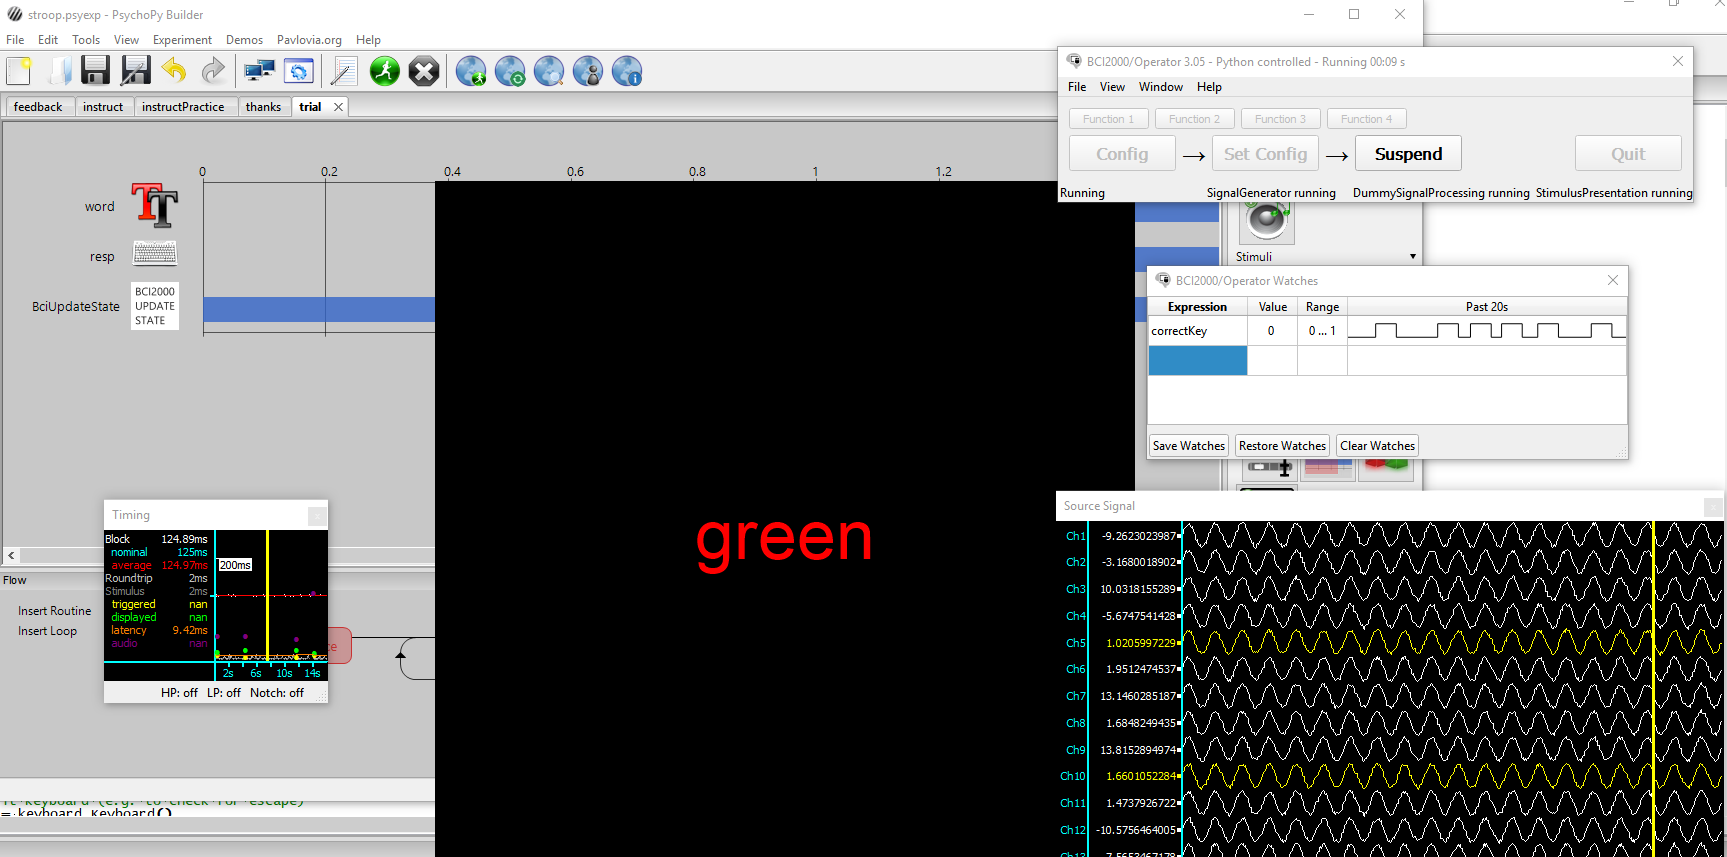 stroop.psyexp - PsychoPy Builder
File Edit Tools View Experiment Demos Pavlovia.org Help
feedback instruct instructPractice thanks trial
0 0.2 0.4 0.6 0.8 1 1.2
word
resp
BciUpdateState
BCI2000
UPDATE
STATE
BCI2000/Operator 3.05 - Python controlled - Running 00:09 s
File View Window Help
Function 1 Function 2 Function 3 Function 4
Config Set Config Suspend Quit
Running SignalGenerator running DummySignalProcessing running StimulusPresentation running
Stimuli
BCI2000/Operator Watches
Expression Value Range Past 20s
correctKey 0 0 ... 1
Save Watches Restore Watches Clear Watches
green
Timing
Block 124.89ms
nominal 125ms
average 124.97ms
Roundtrip 2ms
Stimulus 2ms
triggered nan
displayed nan
latency 9.42ms
audio nan
200ms
2s 6s 10s 14s
HP: off LP: off Notch: off
Flow
Insert Routine
Insert Loop
Source Signal
Ch1 -9.2623023987
Ch2 -3.1680018902
Ch3 10.0318155289
Ch4 -5.6747541428
Ch5 1.0205997229
Ch6 1.9512474537
Ch7 13.1460285187
Ch8 1.6848249435
Ch9 13.8152894974
Ch10 1.6601052284
Ch11 1.4737926722
Ch12 -10.5756464005
Ch13 7.5653467178
keyboard (e.g. to check for escape)
= keyboard.Keyboard()